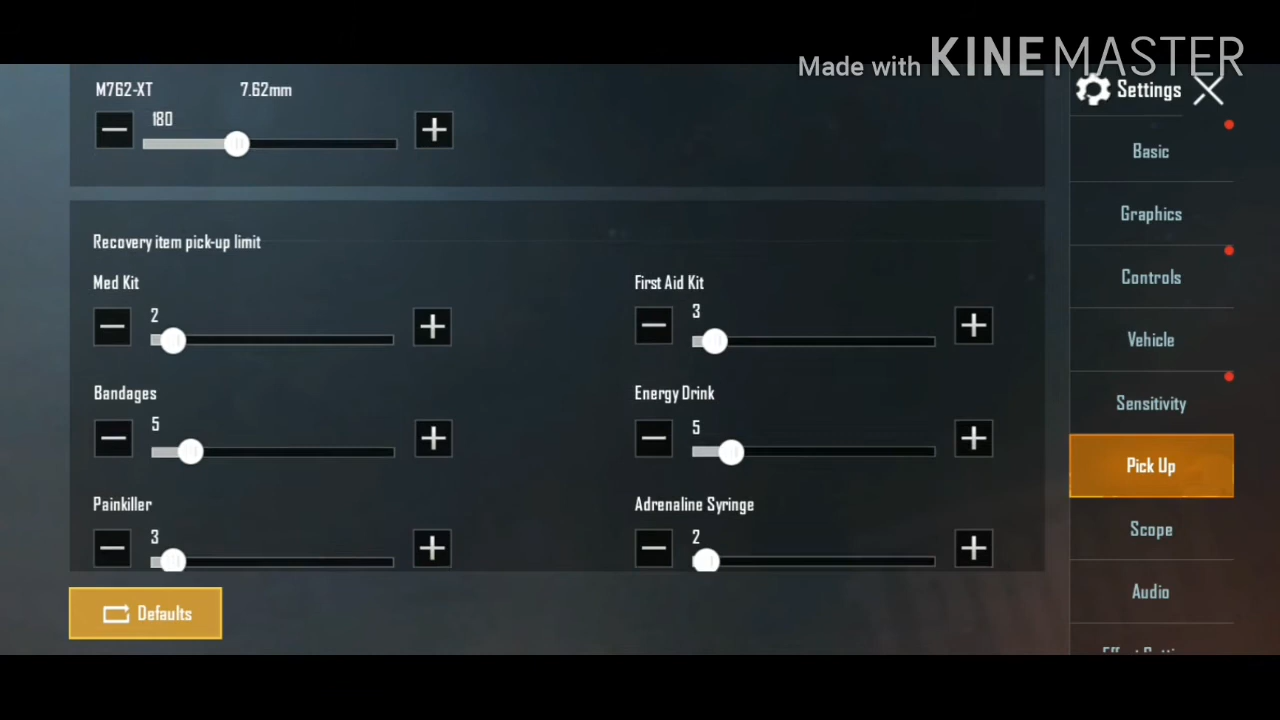 Made with KINEMASTER
M762-XT 7.62mm
180
Settings
Basic
Graphics
Controls
Vehicle
Sensitivity
Pick Up
Scope
Audio
Recovery item pick-up limit
Med Kit
2
First Aid Kit
3
Bandages
5
Energy Drink
5
Painkiller
3
Adrenaline Syringe
2
Defaults